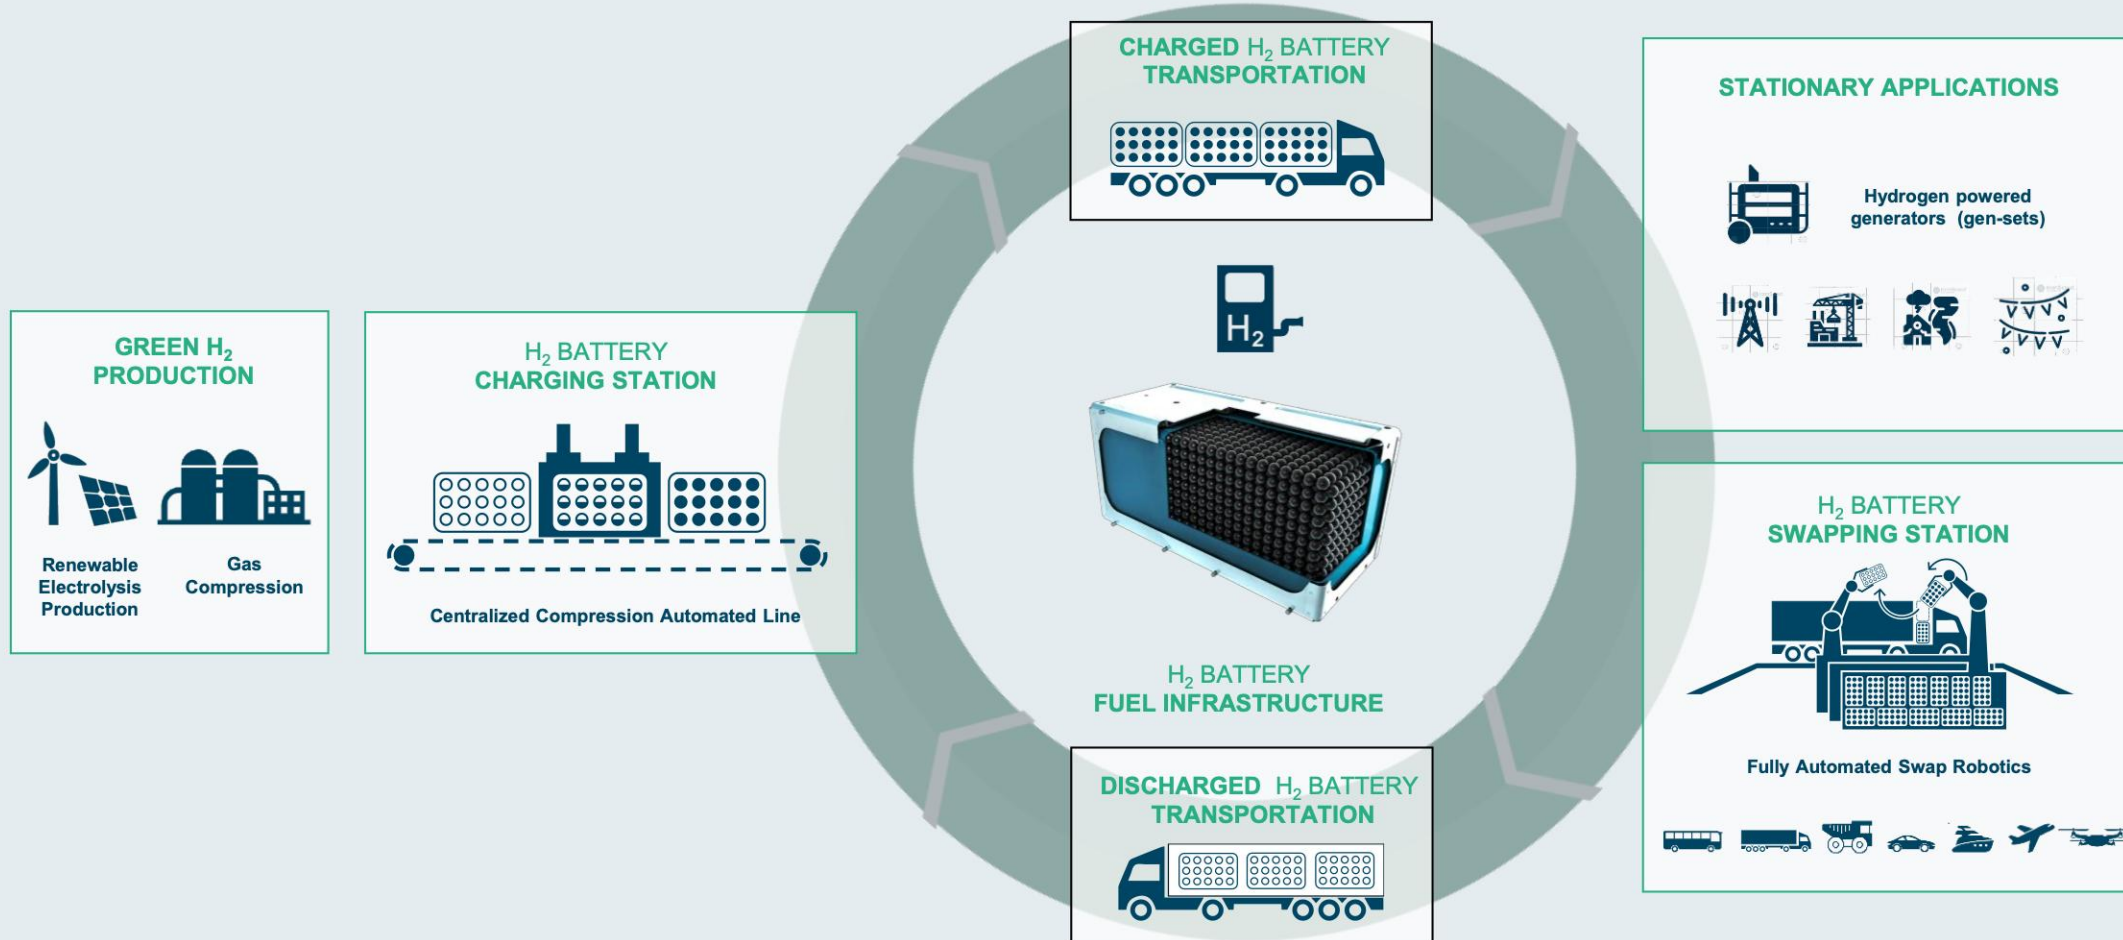 GREEN H₂
PRODUCTION
Renewable
Electrolysis
Production
Gas
Compression
H₂ BATTERY
CHARGING STATION
Centralized Compression Automated Line
CHARGED H₂ BATTERY
TRANSPORTATION
H₂
H₂ BATTERY
FUEL INFRASTRUCTURE
DISCHARGED H₂ BATTERY
TRANSPORTATION
STATIONARY APPLICATIONS
Hydrogen powered
generators (gen-sets)
H₂ BATTERY
SWAPPING STATION
Fully Automated Swap Robotics